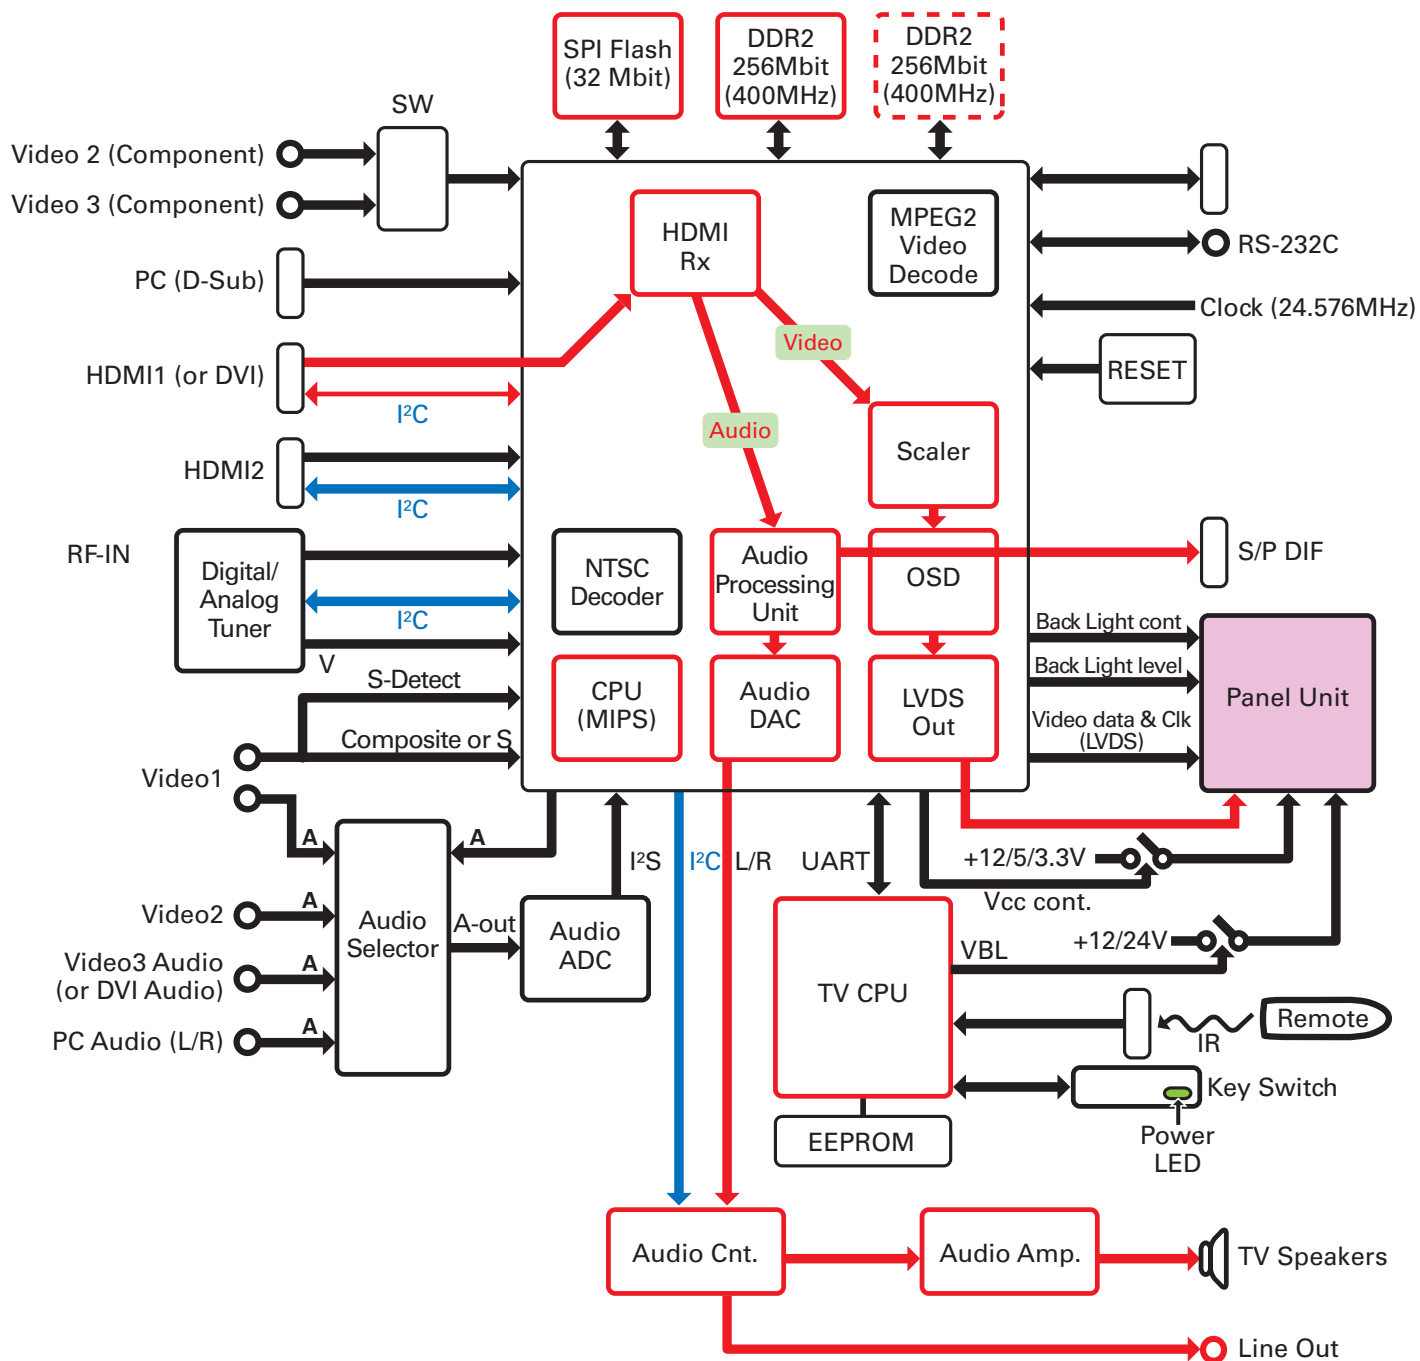 SPI Flash
(32 Mbit)
DDR2
256Mbit
(400MHz)
DDR2
256Mbit
(400MHz)
SW
Video 2 (Component)
Video 3 (Component)
PC (D-Sub)
HDMI1 (or DVI)
I²C
HDMI2
I²C
RF-IN
Digital/
Analog
Tuner
I²C
V
S-Detect
Composite or S
Video1
HDMI
Rx
MPEG2
Video
Decode
Video
Audio
Scaler
NTSC
Decoder
Audio
Processing
Unit
OSD
CPU
(MIPS)
Audio
DAC
LVDS
Out
RS-232C
Clock (24.576MHz)
RESET
S/P DIF
Back Light cont
Back Light level
Video data & Clk
(LVDS)
Panel Unit
A
A
Video2
A
Video3 Audio
(or DVI Audio)
A
PC Audio (L/R)
A
Audio
Selector
A-out
Audio
ADC
I²S
I²C
L/R
UART
+12/5/3.3V
Vcc cont.
+12/24V
VBL
TV CPU
IR
Remote
Key Switch
Power
LED
EEPROM
Audio Cnt.
Audio Amp.
TV Speakers
Line Out